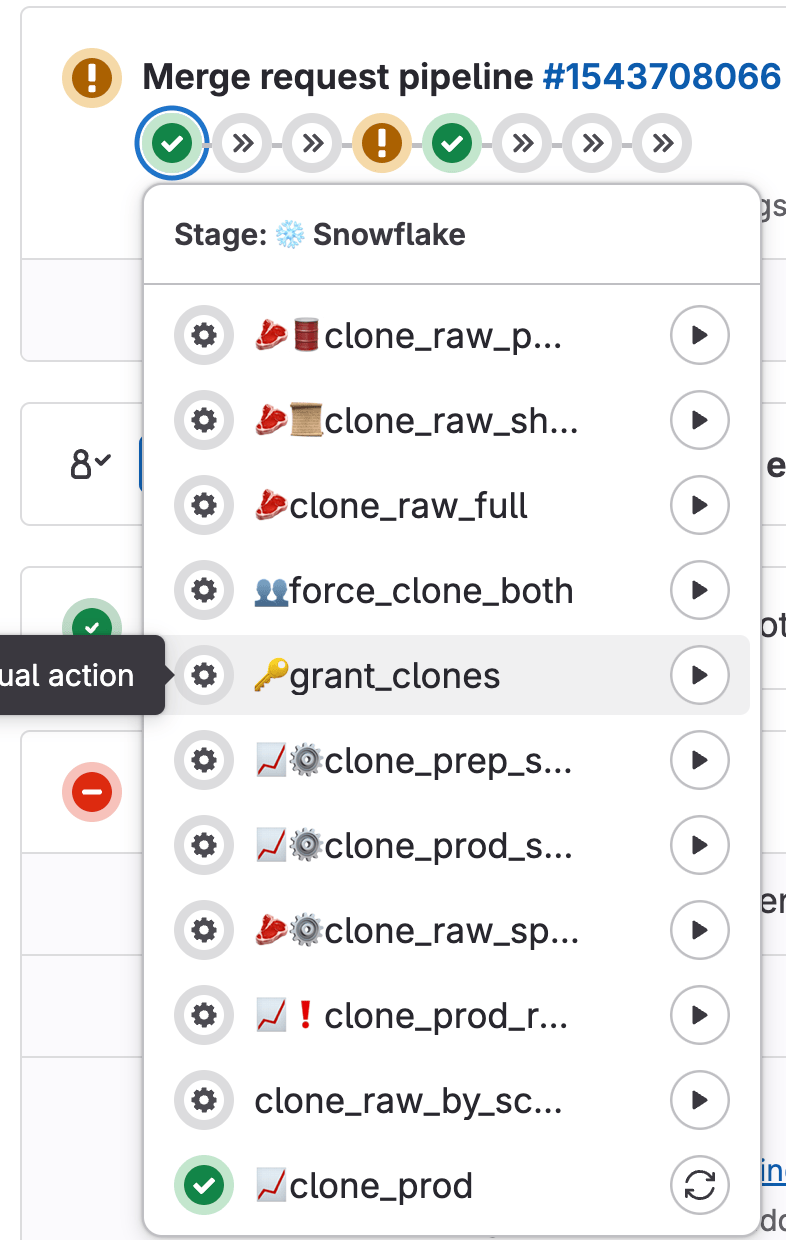 Merge request pipeline #1543708066
gs
Stage: ❄️ Snowflake
🥩🛢️clone_raw_p...
🥩📜clone_raw_sh...
e
🥩clone_raw_full
👥force_clone_both
ot
ual action
🔑grant_clones
📈⚙️clone_prep_s...
📈⚙️clone_prod_s...
er
🥩⚙️clone_raw_sp...
📈❗clone_prod_r...
clone_raw_by_sc...
in
📈clone_prod
do